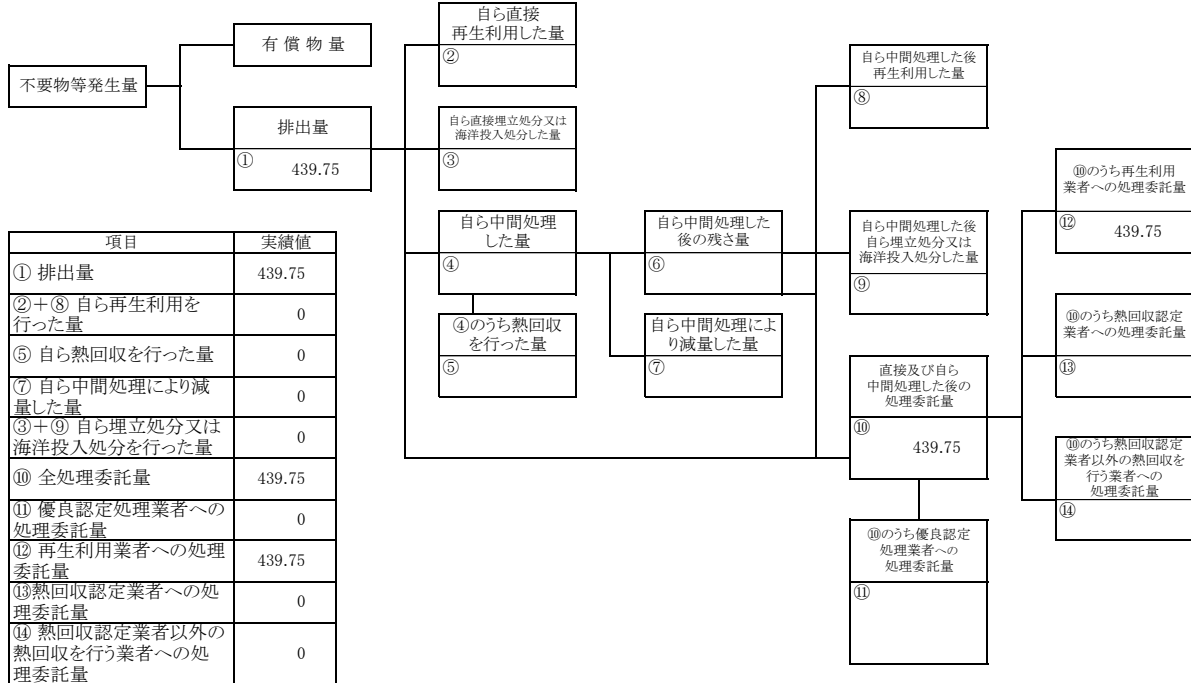 不要物等発生量
有 償 物 量
排出量
①
439.75
自ら直接
再生利用した量
②
自ら直接埋立処分又は
海洋投入処分した量
③
自ら中間処理
した量
④
④のうち熱回収
を行った量
⑤
自ら中間処理した
後の残さ量
⑥
自ら中間処理によ
り減量した量
⑦
自ら中間処理した後
再生利用した量
⑧
自ら中間処理した後
自ら埋立処分又は
海洋投入処分した量
⑨
直接及び自ら
中間処理した後の
処理委託量
⑩
439.75
⑩のうち優良認定
処理業者への
処理委託量
⑪
⑩のうち再生利用
業者への処理委託量
⑫
439.75
⑩のうち熱回収認定
業者への処理委託量
⑬
⑩のうち熱回収認定
業者以外の熱回収を
行う業者への
処理委託量
⑭
項目 実績値
① 排出量 439.75
②+⑧ 自ら再生利用を
行った量 0
⑤ 自ら熱回収を行った量 0
⑦ 自ら中間処理により減
量した量 0
③+⑨ 自ら埋立処分又は
海洋投入処分を行った量 0
⑩ 全処理委託量 439.75
⑪ 優良認定処理業者への
処理委託量 0
⑫ 再生利用業者への処理
委託量 439.75
⑬熱回収認定業者への処
理委託量 0
⑭ 熱回収認定業者以外の
熱回収を行う業者への処
理委託量 0